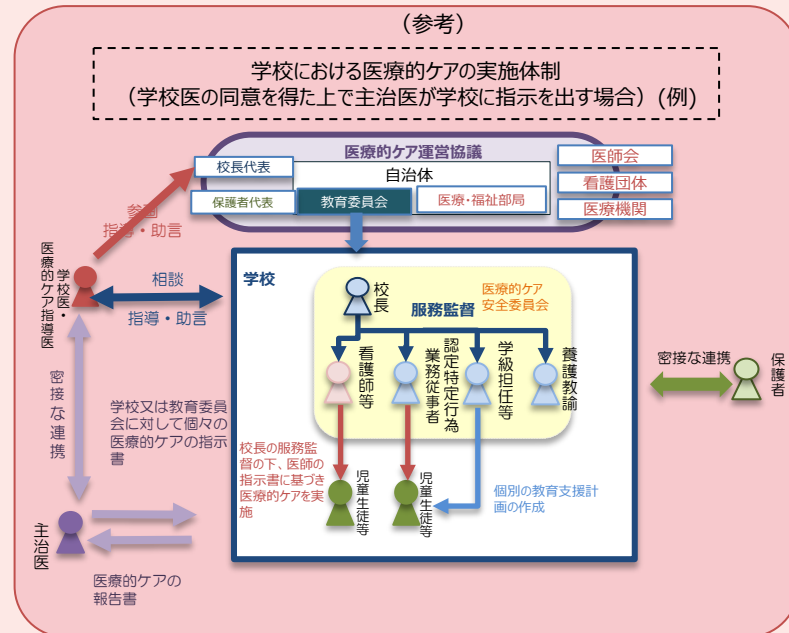 （参考）
学校における医療的ケアの実施体制
（学校医の同意を得た上で主治医が学校に指示を出す場合）(例)
医療的ケア運営協議
校長代表
自治体
医師会
保護者代表
教育委員会
医療・福祉部局
看護団体
医療機関
参画
指導・助言
学校医・
医療的ケア指導医
相談
指導・助言
学校
校長
服務監督
医療的ケア
安全委員会
看護師等
認定特定行為
業務従事者
学級担任等
養護教諭
密接な連携
保護者
密接な連携
学校又は教育委員
会に対して個々の
医療的ケアの指示
書
校長の服務監
督の下、医師の
指示書に基づき
医療的ケアを実
施
児童生徒等
児童生徒等
個別の教育支援計
画の作成
主治医
医療的ケアの
報告書